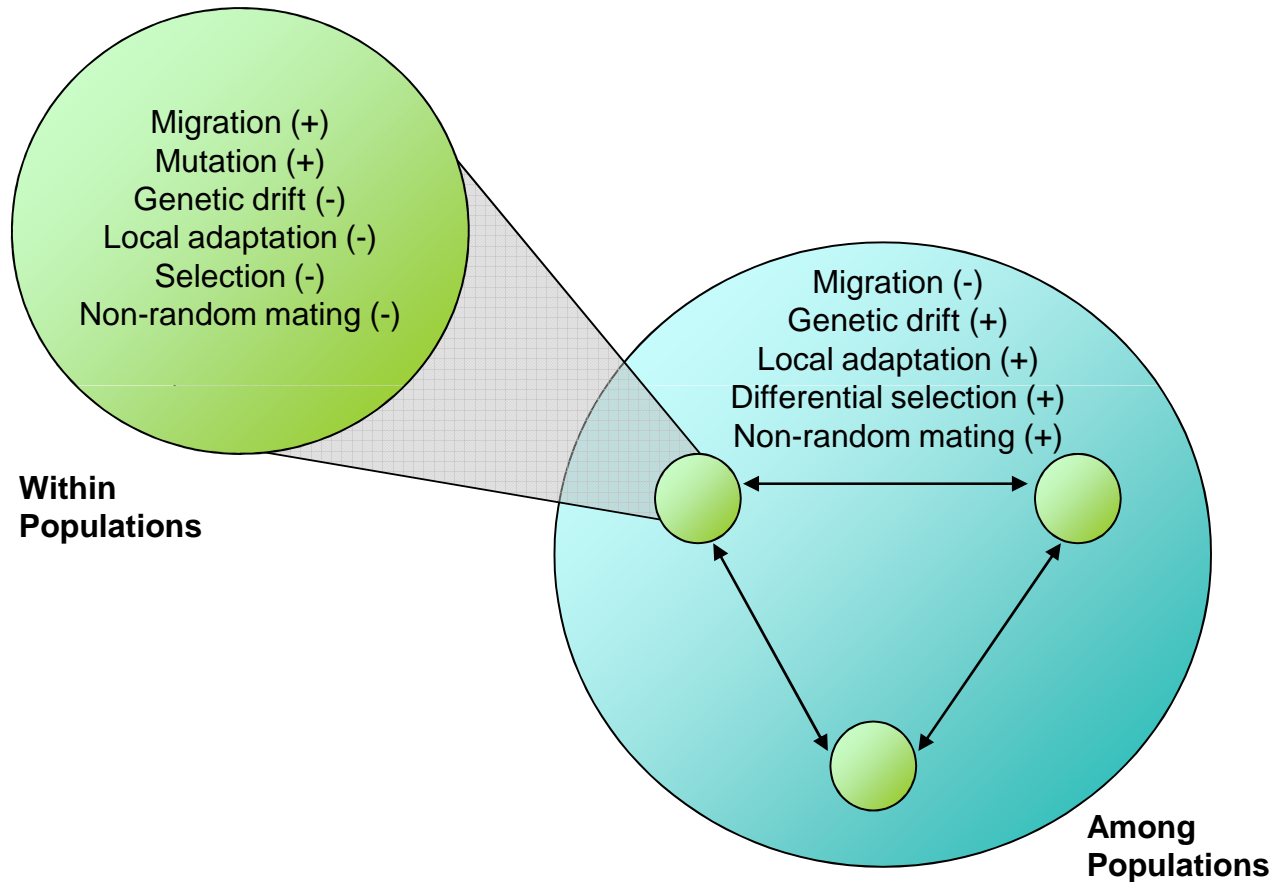 Migration (+)
Mutation (+)
Genetic drift (-)
Local adaptation (-)
Selection (-)
Non-random mating (-)
Within
Populations
Migration (-)
Genetic drift (+)
Local adaptation (+)
Differential selection (+)
Non-random mating (+)
Among
Populations